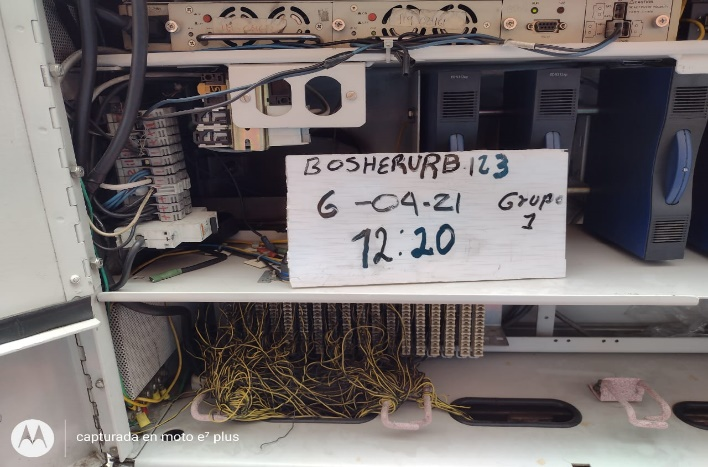 BOSHERURB.123
6-04-21 Grupo
1
12:20
capturada en moto e⁷ plus